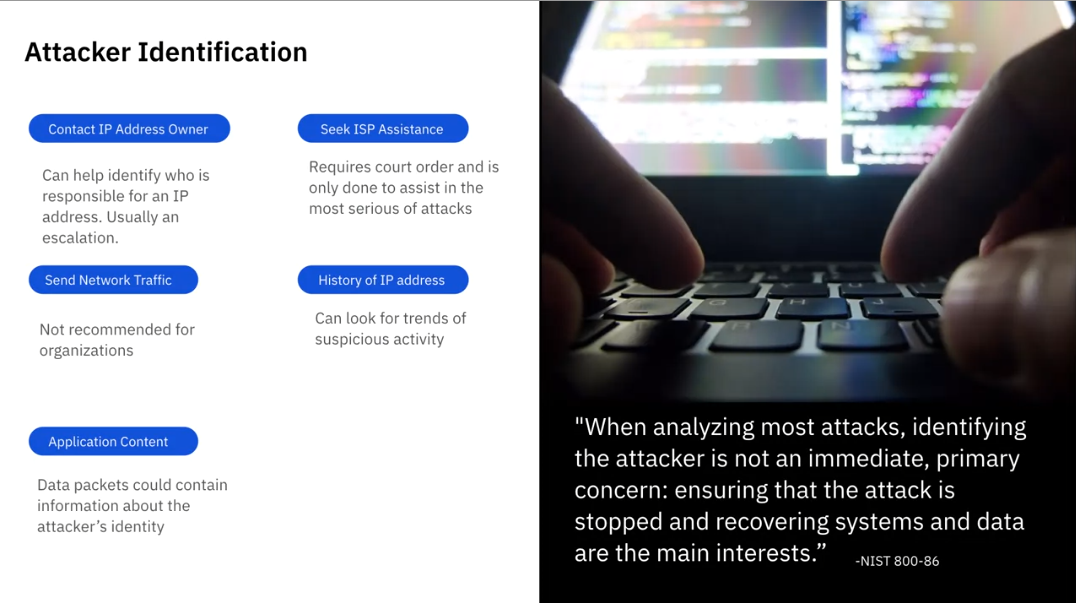 Attacker Identification
Contact IP Address Owner
Can help identify who is
responsible for an IP
address. Usually an
escalation.
Seek ISP Assistance
Requires court order and is
only done to assist in the
most serious of attacks
Send Network Traffic
Not recommended for
organizations
History of IP address
Can look for trends of
suspicious activity
Application Content
Data packets could contain
information about the
attacker’s identity
"When analyzing most attacks, identifying
the attacker is not an immediate, primary
concern: ensuring that the attack is
stopped and recovering systems and data
are the main interests.”
-NIST 800-86